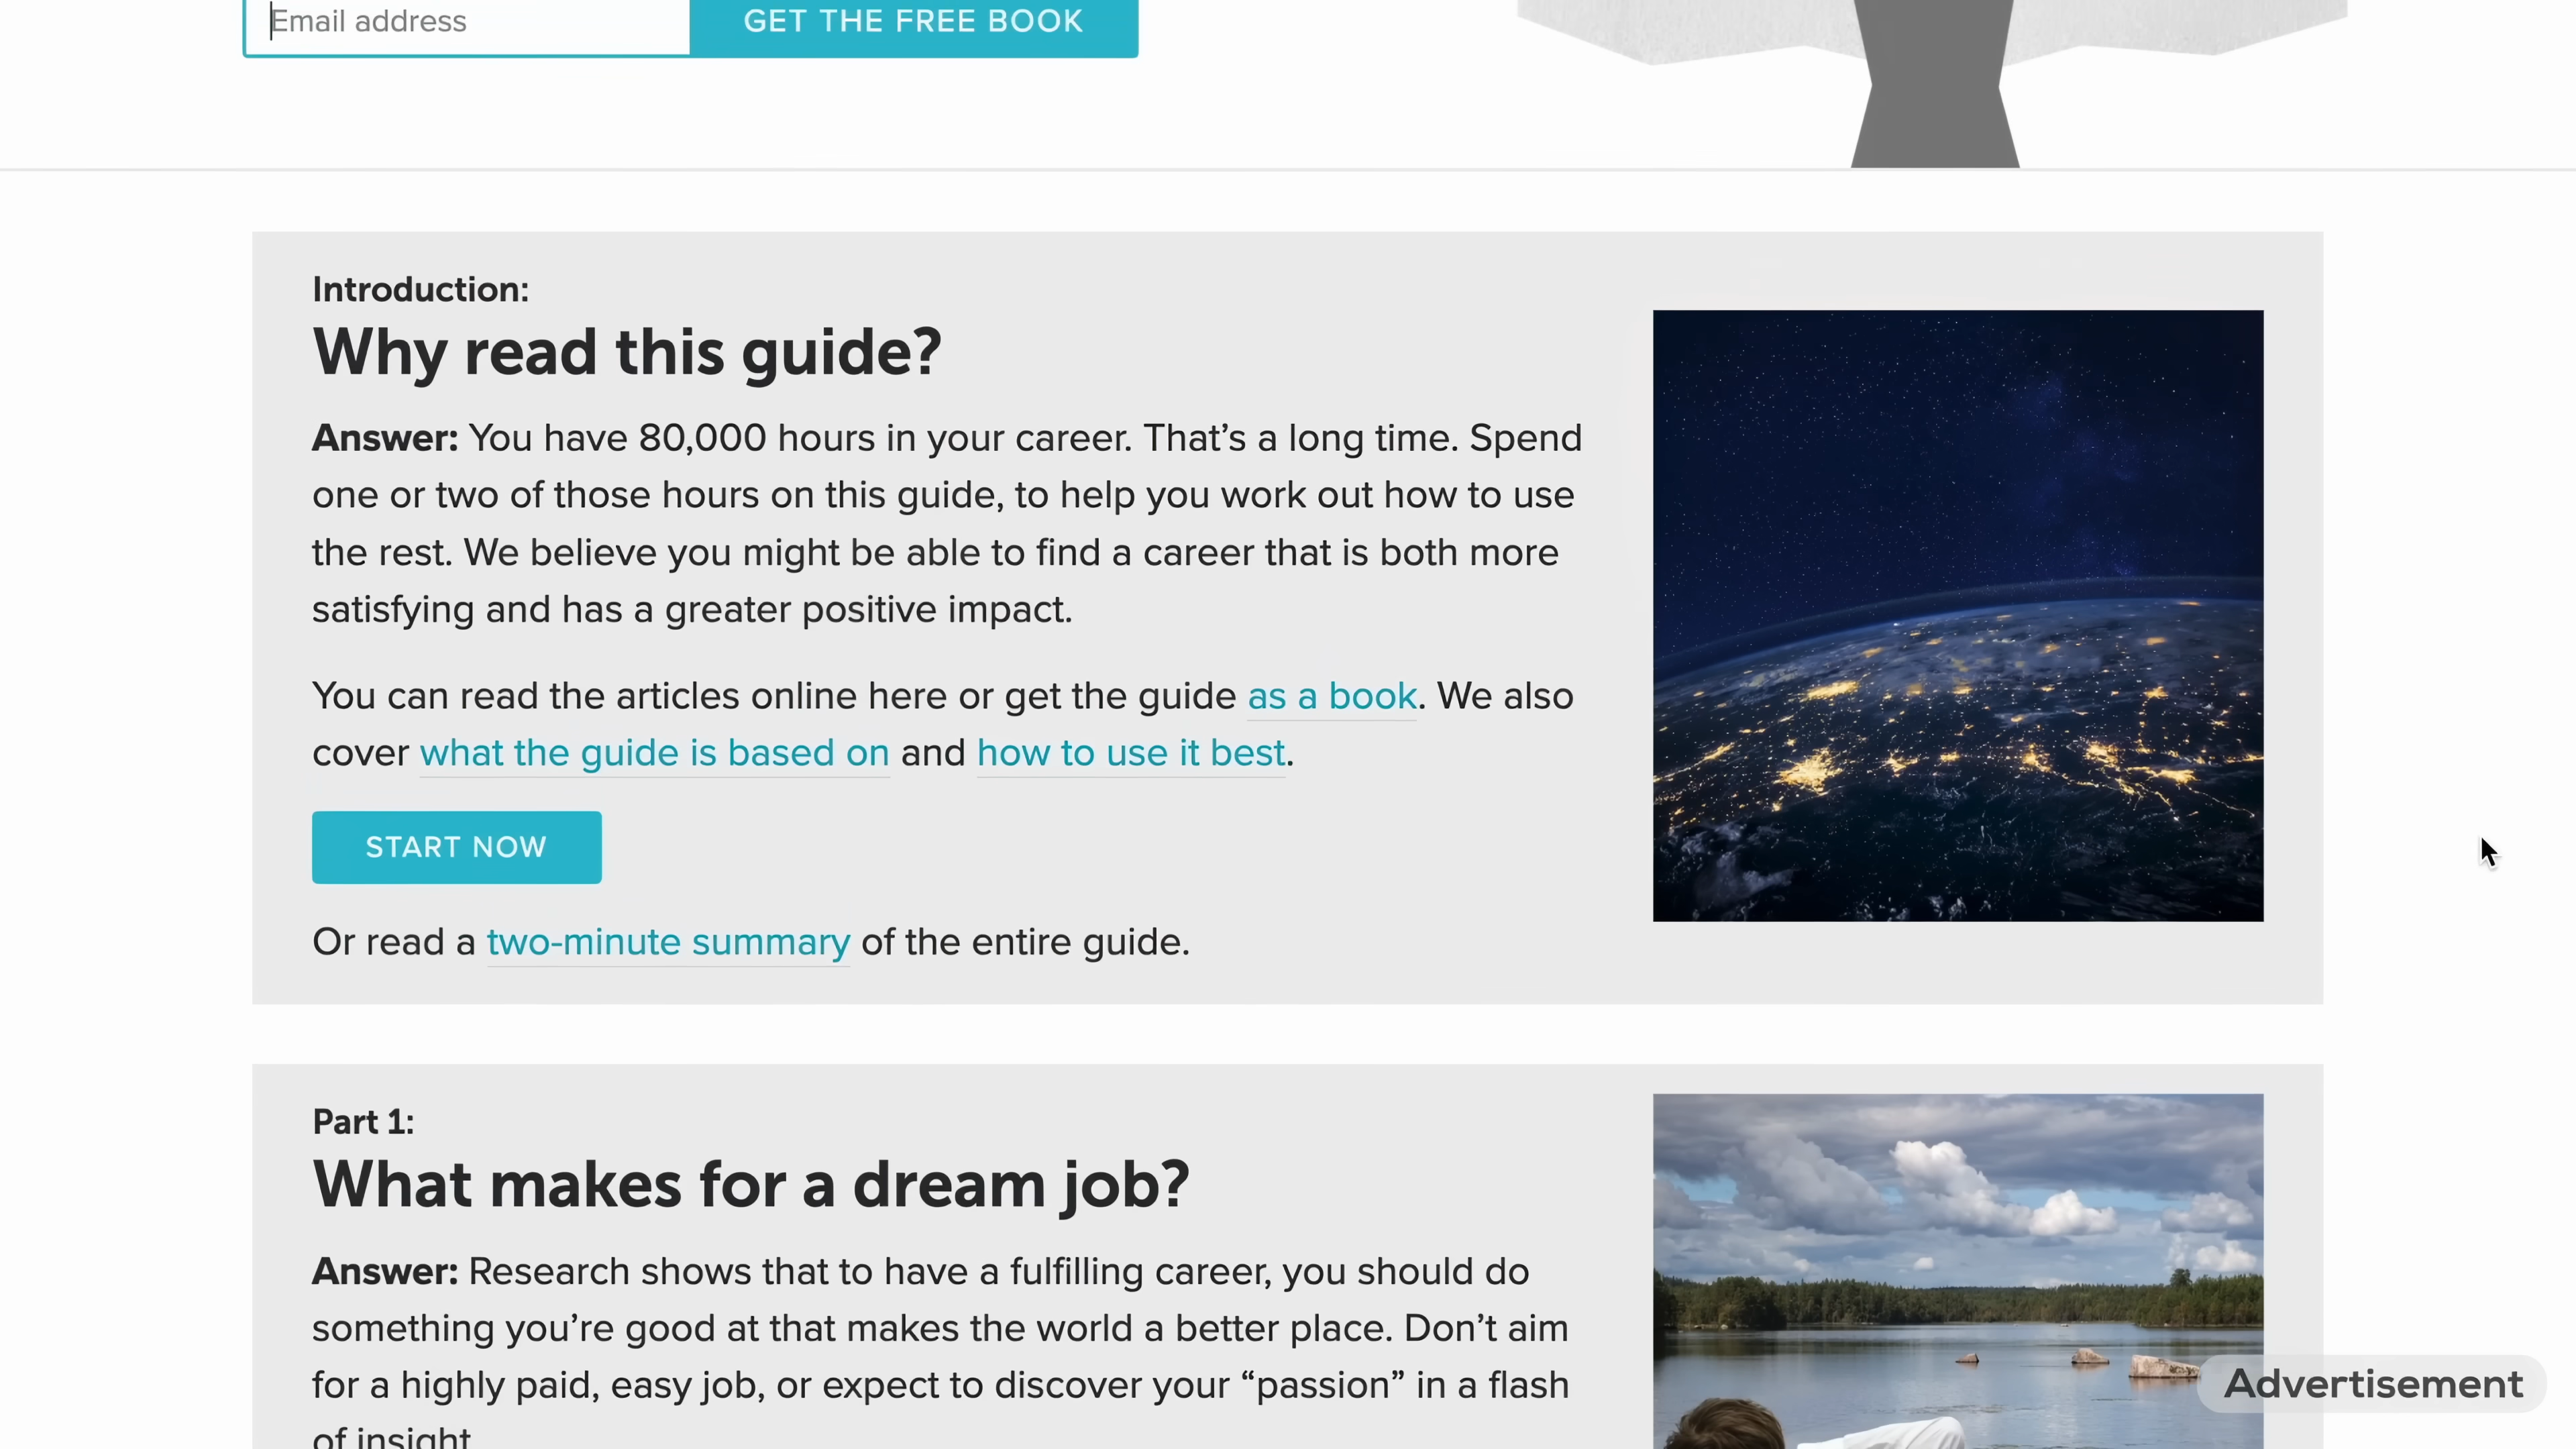 Email address
GET THE FREE BOOK
Introduction:
Why read this guide?
Answer: You have 80,000 hours in your career. That’s a long time. Spend
one or two of those hours on this guide, to help you work out how to use
the rest. We believe you might be able to find a career that is both more
satisfying and has a greater positive impact.
You can read the articles online here or get the guide as a book. We also
cover what the guide is based on and how to use it best.
START NOW
Or read a two-minute summary of the entire guide.
Part 1:
What makes for a dream job?
Answer: Research shows that to have a fulfilling career, you should do
something you’re good at that makes the world a better place. Don’t aim
for a highly paid, easy job, or expect to discover your “passion” in a flash
of insight
Advertisement